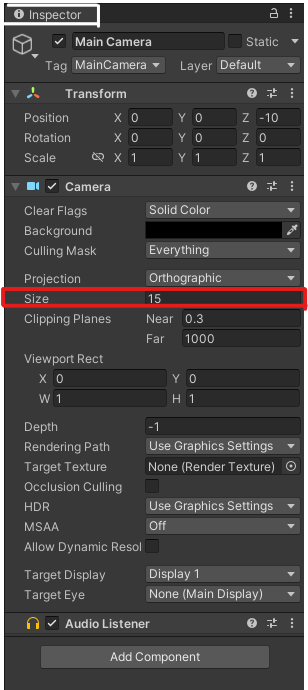 Inspector
Main Camera Static
Tag MainCamera Layer Default
Transform
Position X 0 Y 0 Z -10
Rotation X 0 Y 0 Z 0
Scale X 1 Y 1 Z 1
Camera
Clear Flags Solid Color
Background
Culling Mask Everything
Projection Orthographic
Size 15
Clipping Planes Near 0.3
Far 1000
Viewport Rect
X 0 Y 0
W 1 H 1
Depth -1
Rendering Path Use Graphics Settings
Target Texture None (Render Texture)
Occlusion Culling
HDR Use Graphics Settings
MSAA Off
Allow Dynamic Resol
Target Display Display 1
Target Eye None (Main Display)
Audio Listener
Add Component